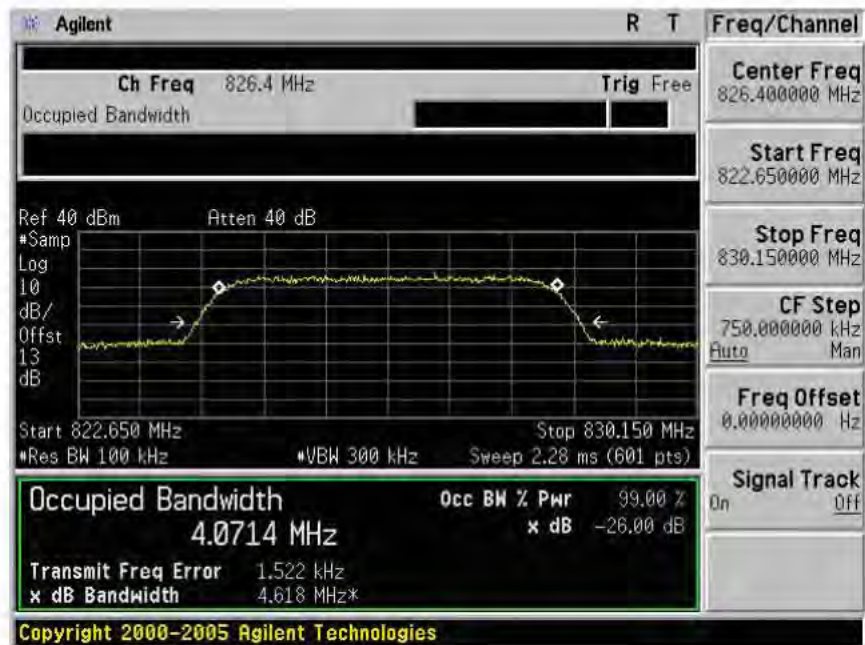 Agilent R T Freq/Channel
Ch Freq 826.4 MHz Trig Free
Occupied Bandwidth
Center Freq
826.400000 MHz
Start Freq
822.650000 MHz
Stop Freq
830.150000 MHz
CF Step
750.000000 kHz
Auto Man
Freq Offset
0.00000000 Hz
Signal Track
On Off
Ref 40 dBm Atten 40 dB
#Samp
Log
10
dB/
Offst
13
dB
Start 822.650 MHz Stop 830.150 MHz
#Res BW 100 kHz #VBW 300 kHz Sweep 2.28 ms (601 pts)
Occupied Bandwidth Occ BW % Pwr 99.00 %
4.0714 MHz x dB -26.00 dB
Transmit Freq Error 1.522 kHz
x dB Bandwidth 4.618 MHz*
Copyright 2000-2005 Agilent Technologies